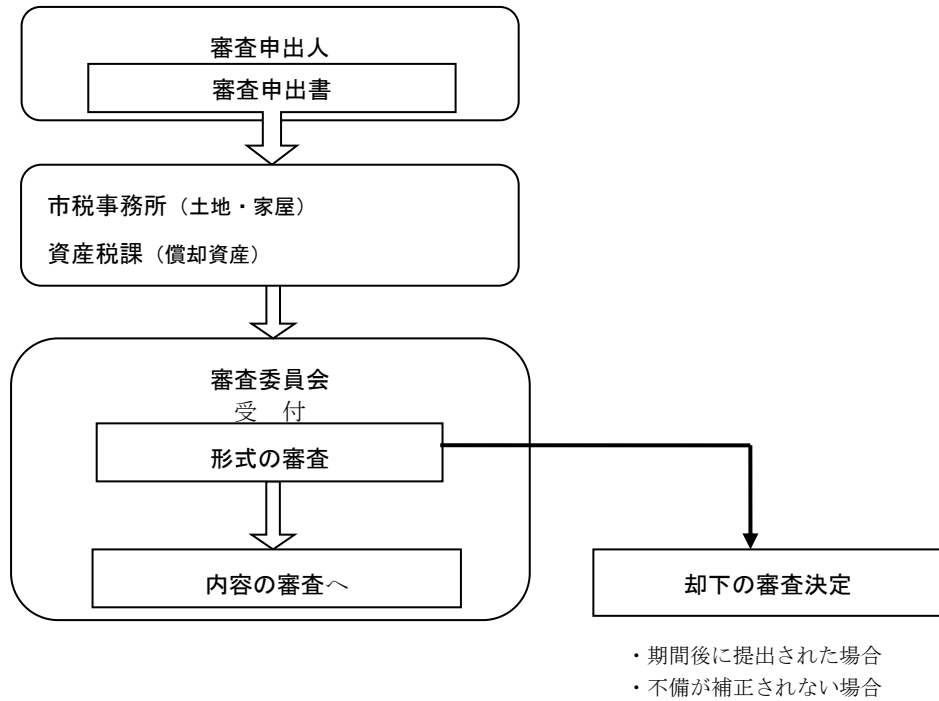 審査申出人
審査申出書
市税事務所（土地・家屋）
資産税課（償却資産）
審査委員会
受　付
形式の審査
内容の審査へ
却下の審査決定
・期間後に提出された場合
・不備が補正されない場合